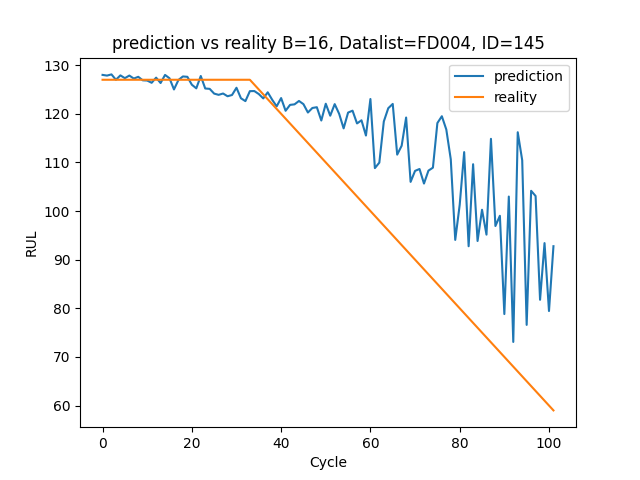 prediction vs reality B=16, Datalist=FD004, ID=145
prediction
reality
RUL
130
120
110
100
90
80
70
60
0 20 40 60 80 100
Cycle